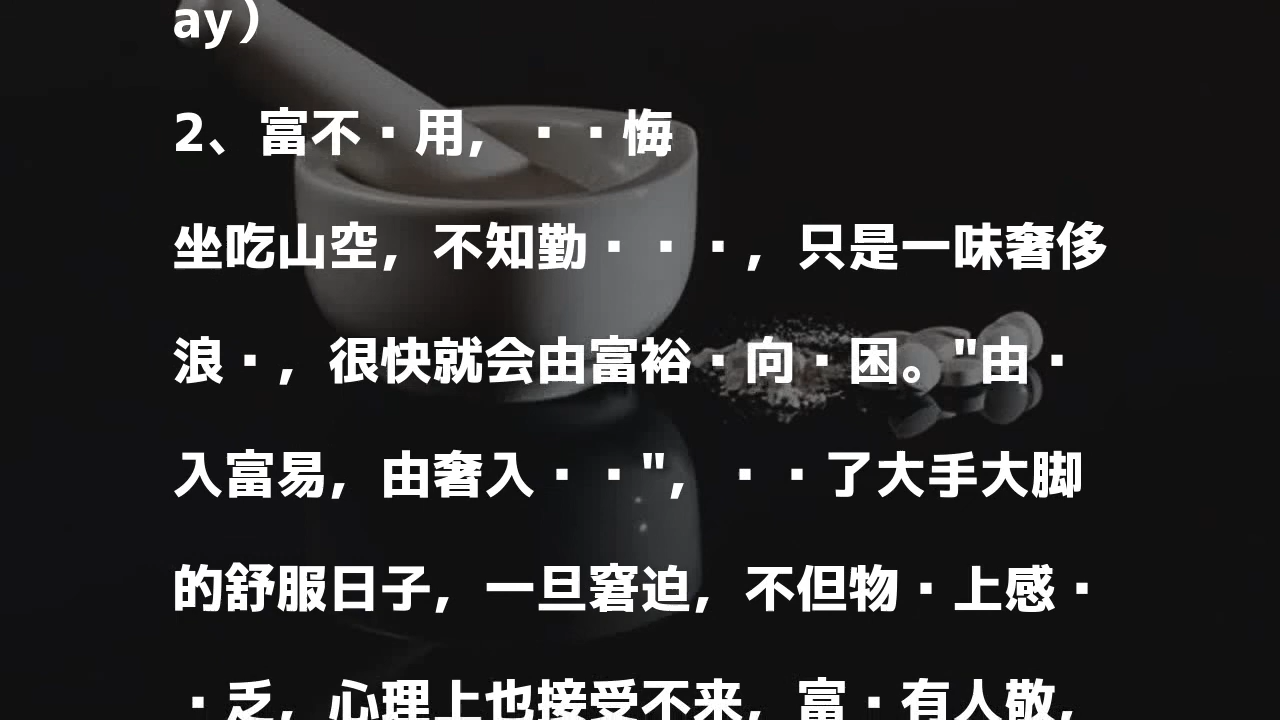 ay）
2、富不·用，··悔
坐吃山空，不知勤···，只是一味奢侈
浪·，很快就会由富裕·向·困。"由·
入富易，由奢入··"，··了大手大脚
的舒服日子，一旦窘迫，不但物·上感·
·乏，心理上也接受不来，富·有人敬，